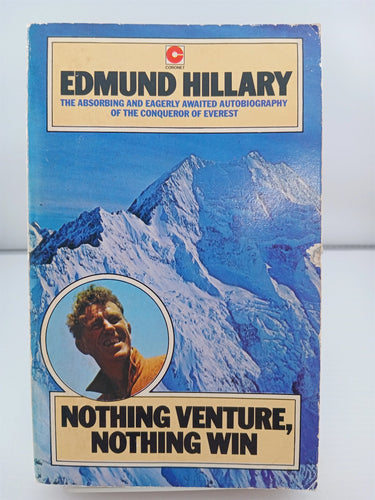 CORONET
EDMUND HILLARY
THE ABSORBING AND EAGERLY AWAITED AUTOBIOGRAPHY
OF THE CONQUEROR OF EVEREST
NOTHING VENTURE,
NOTHING WIN